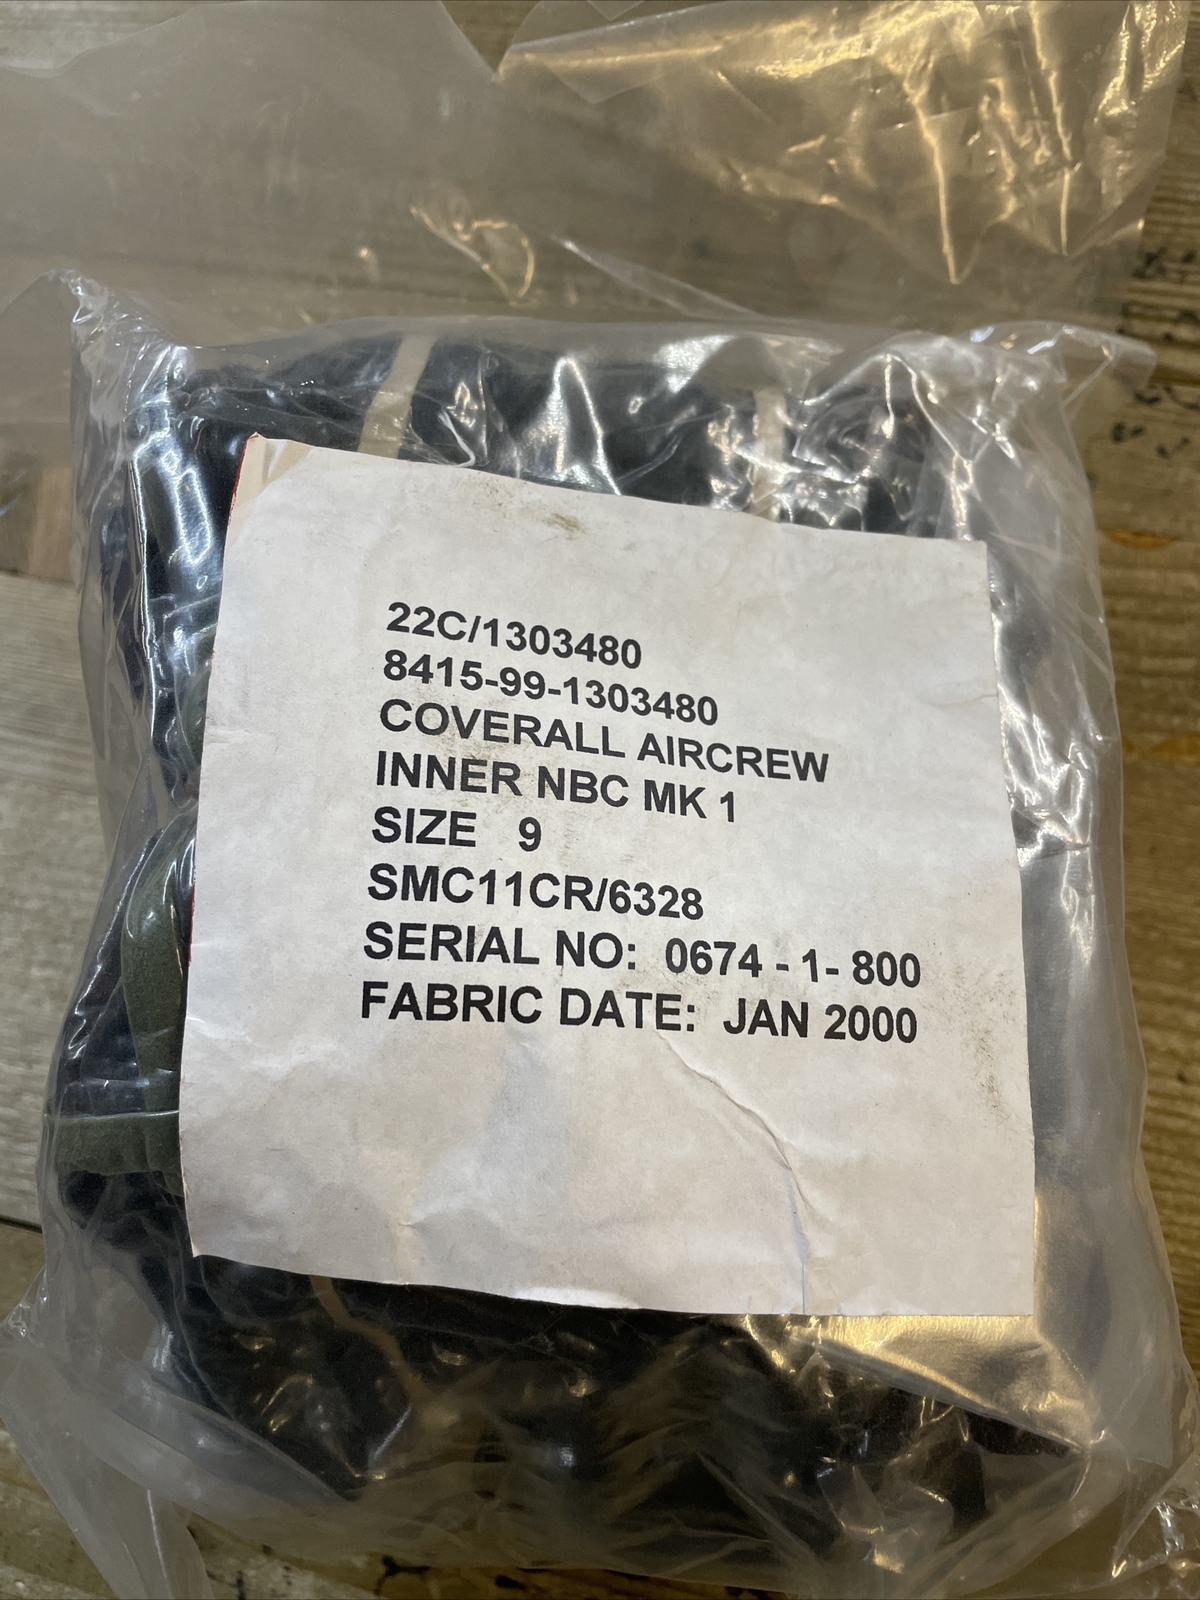 22C/1303480
8415-99-1303480
COVERALL AIRCREW
INNER NBC MK 1
SIZE 9
SMC11CR/6328
SERIAL NO: 0674 - 1- 800
FABRIC DATE: JAN 2000